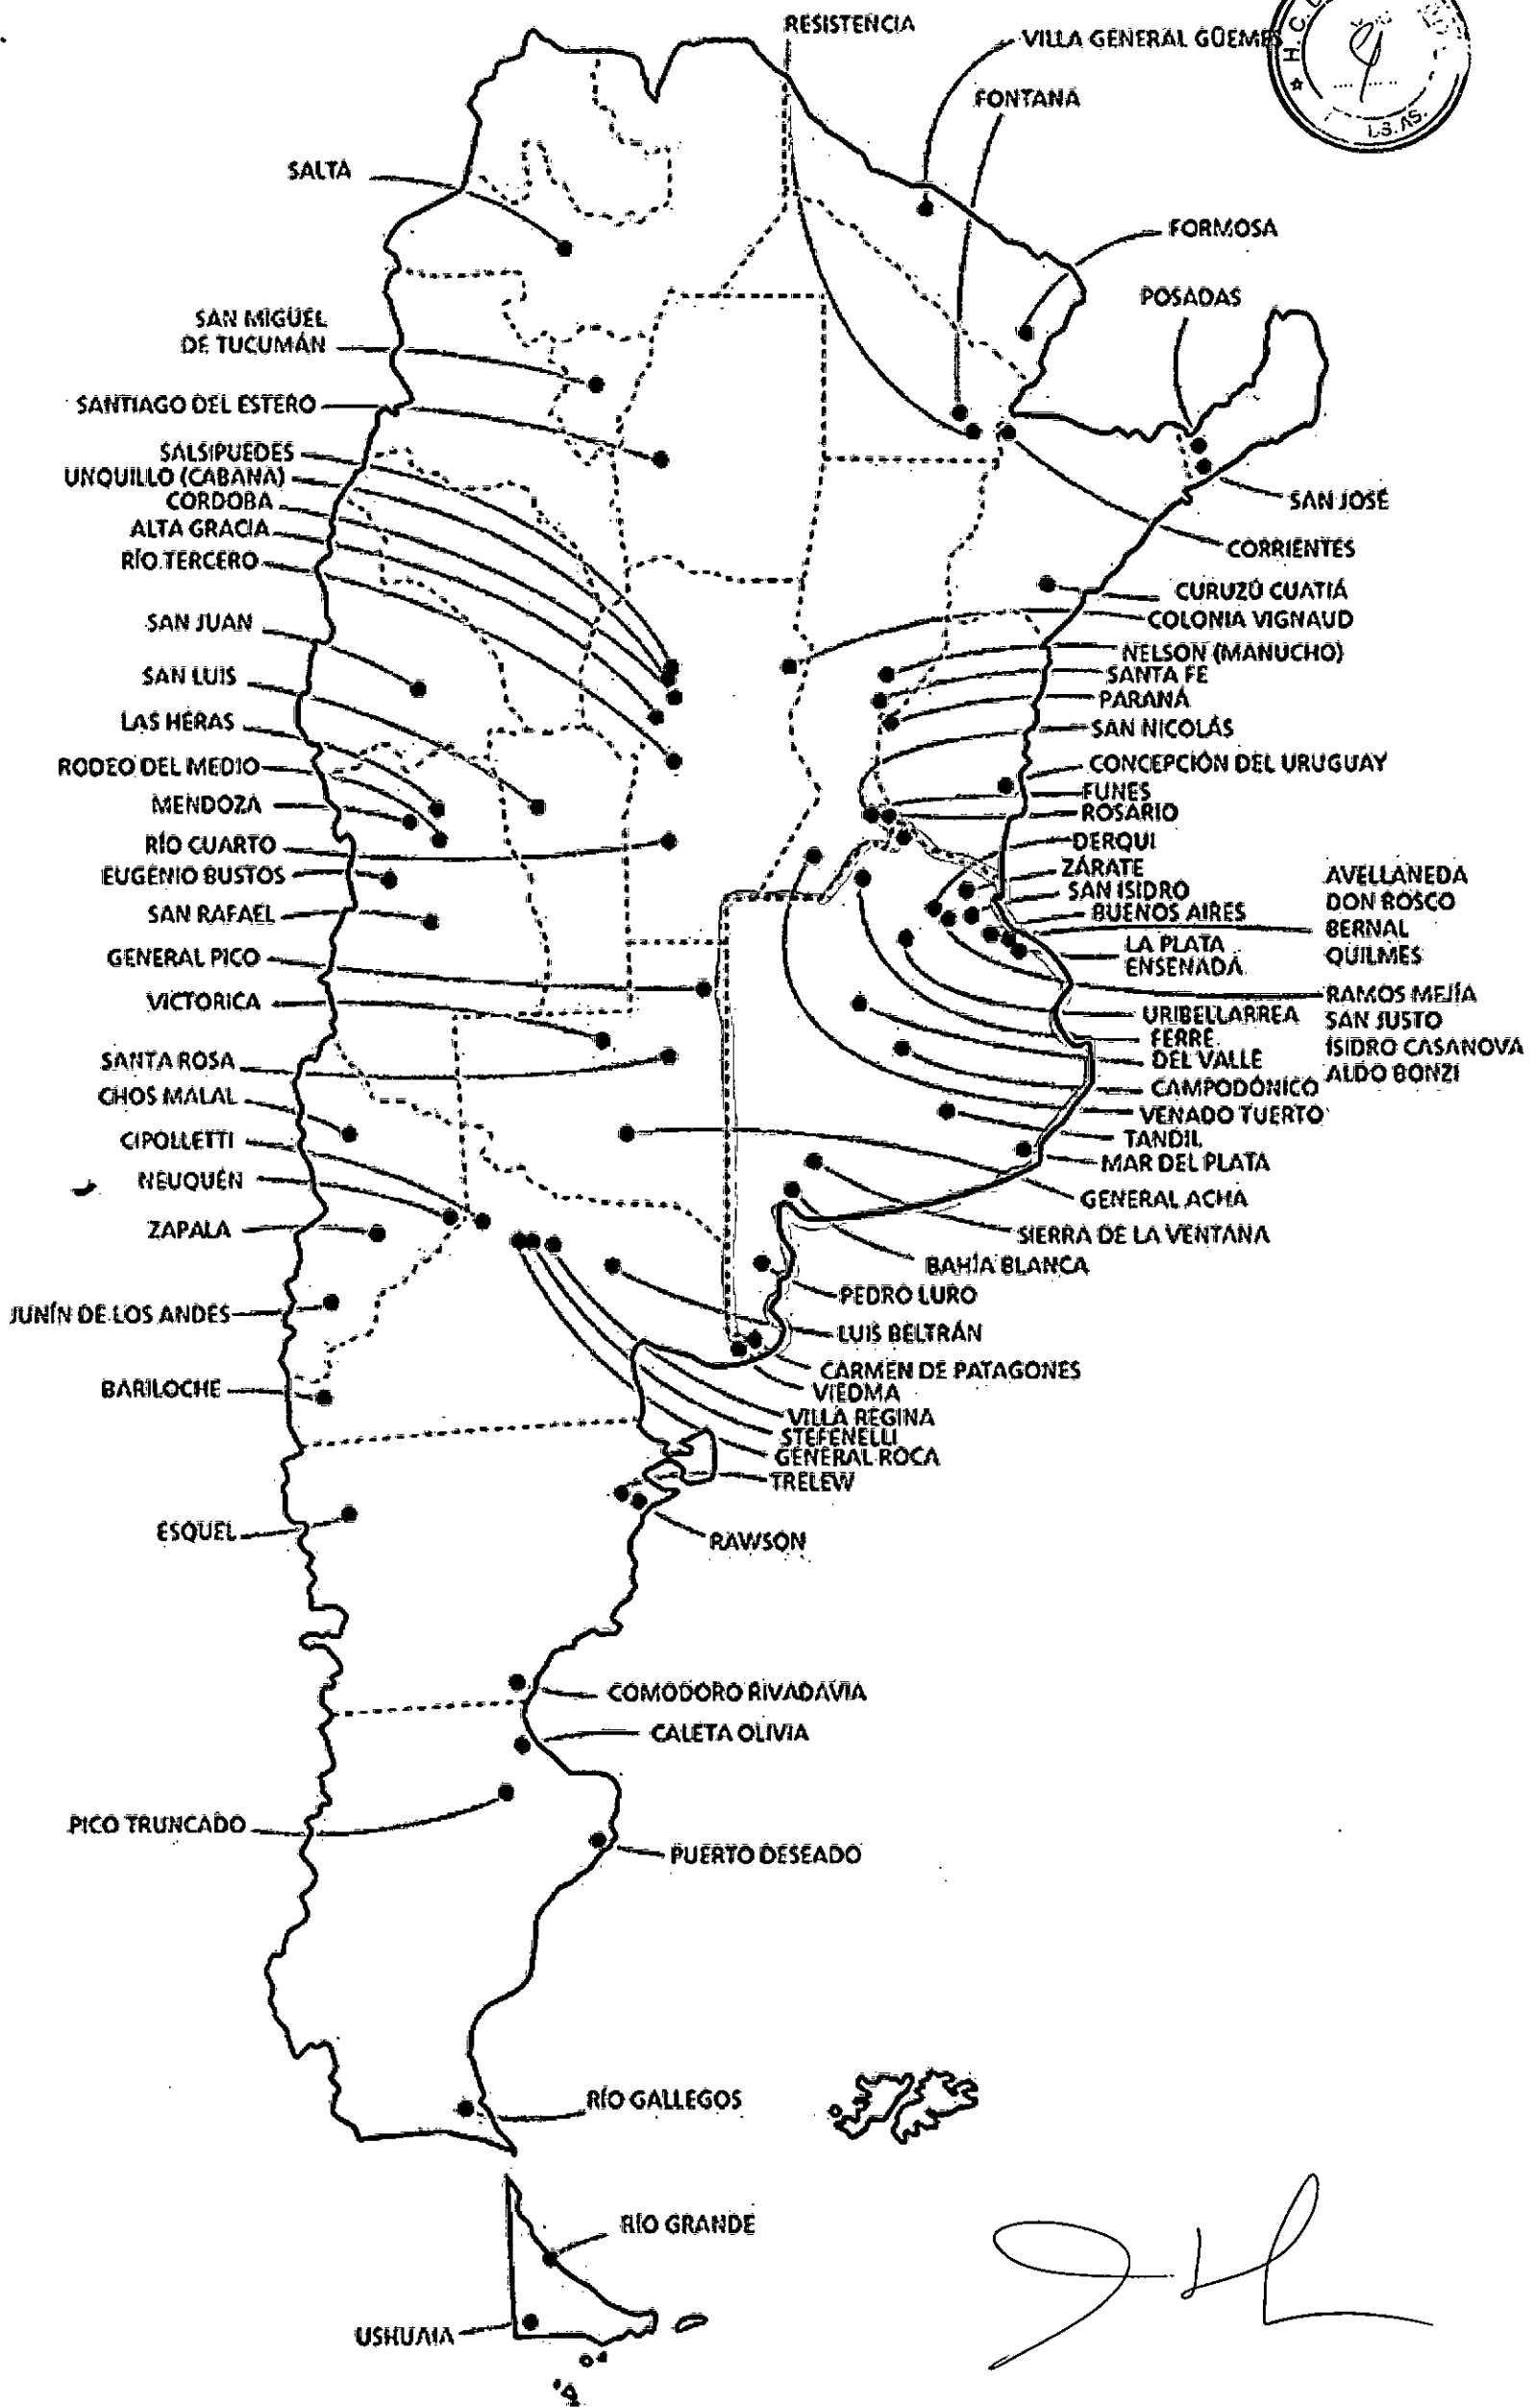 RESISTENCIA
VILLA GENERAL GÜEMES
FONTANA
SALTA
FORMOSA
POSADAS
SAN MIGUEL
DE TUCUMÁN
SANTIAGO DEL ESTERO
SALSIPUEDES
UNQUILLO (CABANA)
CORDOBA
ALTA GRACIA
RÍO TERCERO
SAN JOSÉ
CORRIENTES
CURUZÚ CUATIÁ
COLONIA VIGNAUD
SAN JUAN
NELSON (MANUCHO)
SANTA FE
PARANÁ
SAN LUIS
LAS HERAS
SAN NICOLÁS
RODEO DEL MEDIO
CONCEPCIÓN DEL URUGUAY
FUNES
MENDOZA
ROSARIO
RÍO CUARTO
DERQUI
ZÁRATE
EUGENIO BUSTOS
SAN ISIDRO
BUENOS AIRES
SAN RAFAEL
LA PLATA
ENSENADA
AVELLANEDA
DON BOSCO
BERNAL
QUILMES
GENERAL PICO
VICTORICA
RAMOS MEJÍA
SAN JUSTO
ISIDRO CASANOVA
ALDO BONZI
URIBELLARREA
FERRÉ
DEL VALLE
CAMPODÓNICO
VENADO TUERTO
TANDIL
MAR DEL PLATA
SANTA ROSA
CHOS MALAL
CIPOLLETTI
NEUQUÉN
GENERAL ACHA
ZAPALA
SIERRA DE LA VENTANA
BAHÍA BLANCA
PEDRO LURO
JUNÍN DE LOS ANDES
LUIS BELTRÁN
CARMEN DE PATAGONES
BARILOCHE
VIEDMA
VILLA REGINA
STEFENELLI
GENERAL ROCA
TRELEW
ESQUEL
RAWSON
COMODORO RIVADAVIA
CALETA OLIVIA
PICO TRUNCADO
PUERTO DESEADO
RÍO GALLEGOS
RÍO GRANDE
USHUAIA